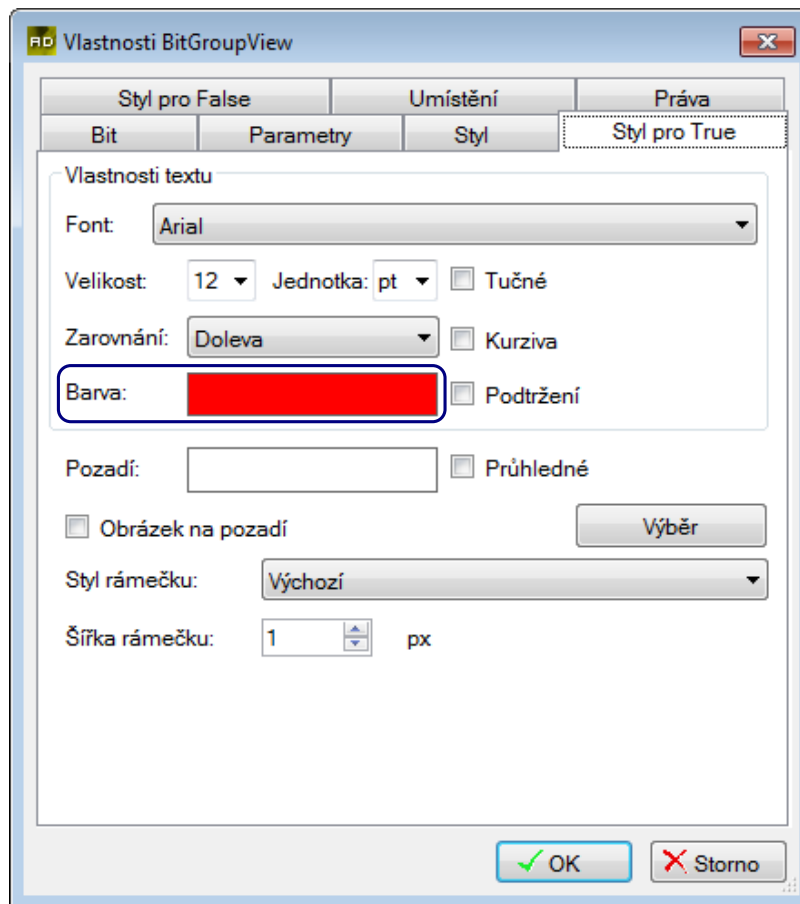 RD Vlastnosti BitGroupView
Styl pro False Umístění Práva
Bit Parametry Styl Styl pro True
Vlastnosti textu
Font: Arial
Velikost: 12 Jednotka: pt Tučné
Zarovnání: Doleva Kurziva
Barva: Podtržení
Pozadí: Průhledné
Obrázek na pozadí Výběr
Styl rámečku: Výchozí
Šířka rámečku: 1 px
OK Storno